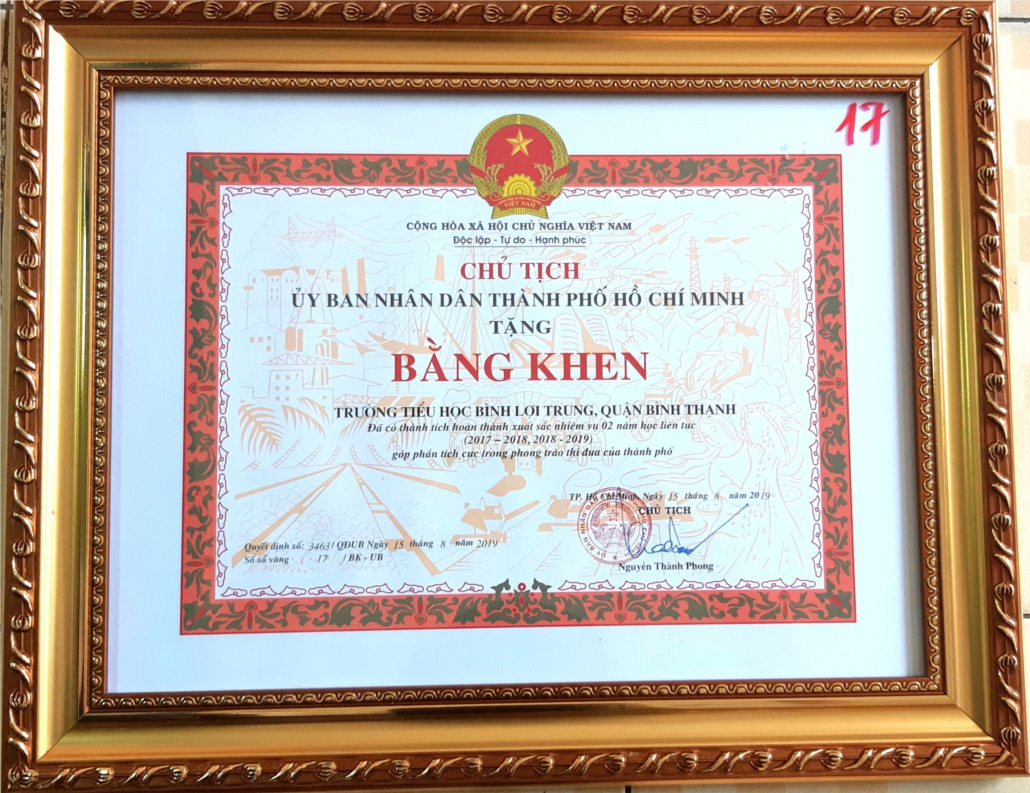 17
VIỆT NAM
CỘNG HÒA XÃ HỘI CHỦ NGHĨA VIỆT NAM
Độc lập - Tự do - Hạnh phúc
CHỦ TỊCH
ỦY BAN NHÂN DÂN THÀNH PHỐ HỒ CHÍ MINH
TẶNG
BẰNG KHEN
TRƯỜNG TIỂU HỌC BÌNH LỢI TRUNG, QUẬN BÌNH THẠNH
Đã có thành tích hoàn thành xuất sắc nhiệm vụ 02 năm học liên tục
(2017 – 2018, 2018 - 2019)
góp phần tích cực trong phong trào thi đua của thành phố
TP. Hồ Chí Minh, Ngày 15 tháng 8 năm 2019
CHỦ TỊCH
Quyết định số: 3463/ QĐUB Ngày 15 tháng 8 năm 2019
Số sổ vàng 17 / BK - UB
Nguyễn Thành Phong